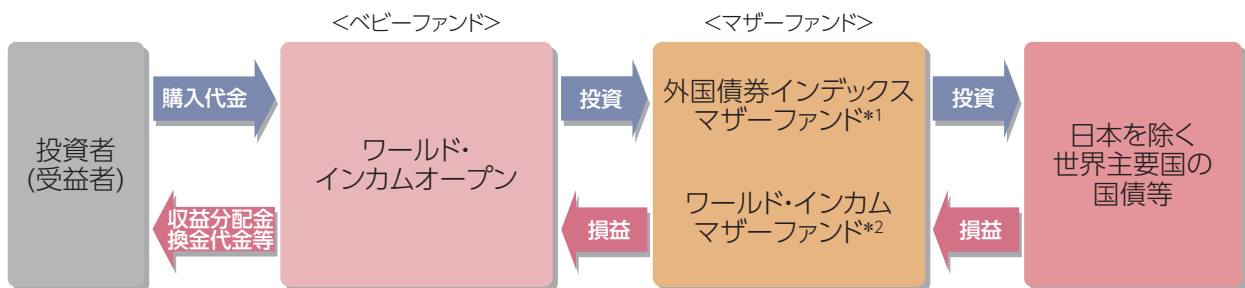 <ベビーファンド>
<マザーファンド>
投資者
(受益者)
購入代金
収益分配金
換金代金等
ワールド・
インカムオープン
投資
損益
外国債券インデックス
マザーファンド*1
ワールド・インカム
マザーファンド*2
投資
損益
日本を除く
世界主要国の
国債等